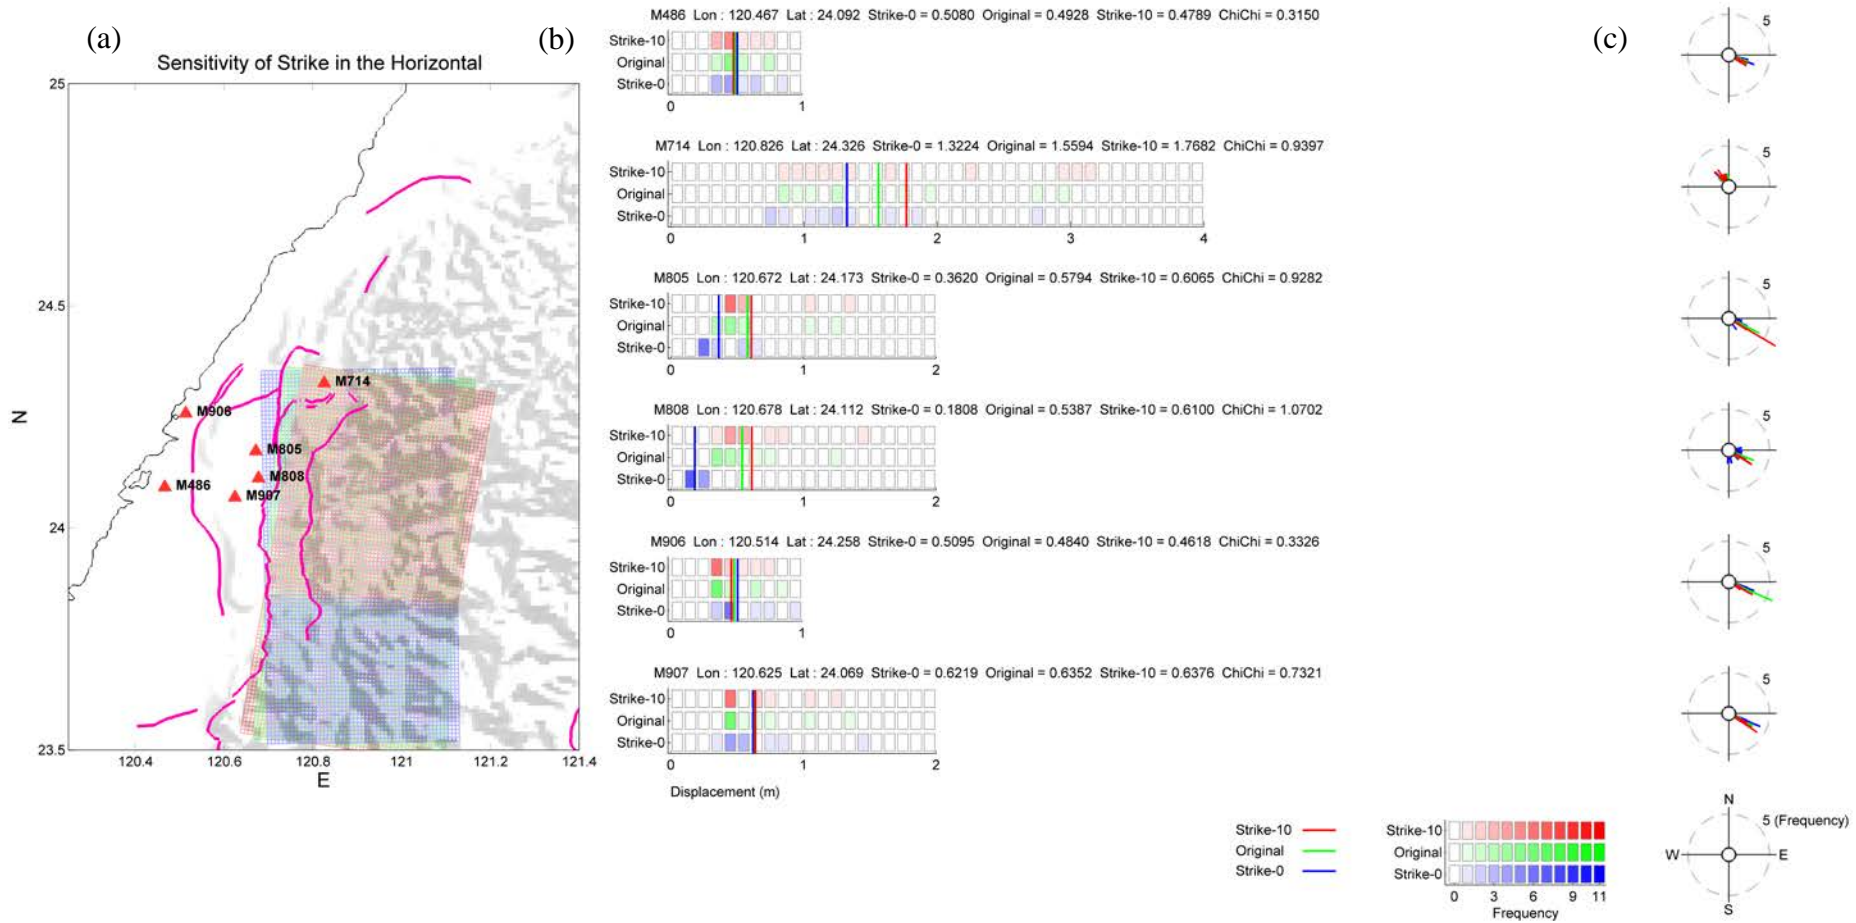 (a)
Sensitivity of Strike in the Horizontal
25
24.5
24
23.5
N
120.4 120.6 120.8 121 121.2 121.4
E
M714
M906
M805
M808
M486
M907
(b)
M486 Lon : 120.467 Lat : 24.092 Strike-0 = 0.5080 Original = 0.4928 Strike-10 = 0.4789 ChiChi = 0.3150
Strike-10
Original
Strike-0
0 1
M714 Lon : 120.826 Lat : 24.326 Strike-0 = 1.3224 Original = 1.5594 Strike-10 = 1.7682 ChiChi = 0.9397
Strike-10
Original
Strike-0
0 1 2 3 4
M805 Lon : 120.672 Lat : 24.173 Strike-0 = 0.3620 Original = 0.5794 Strike-10 = 0.6065 ChiChi = 0.9282
Strike-10
Original
Strike-0
0 1 2
M808 Lon : 120.678 Lat : 24.112 Strike-0 = 0.1808 Original = 0.5387 Strike-10 = 0.6100 ChiChi = 1.0702
Strike-10
Original
Strike-0
0 1 2
M906 Lon : 120.514 Lat : 24.258 Strike-0 = 0.5095 Original = 0.4840 Strike-10 = 0.4618 ChiChi = 0.3326
Strike-10
Original
Strike-0
0 1
M907 Lon : 120.625 Lat : 24.069 Strike-0 = 0.6219 Original = 0.6352 Strike-10 = 0.6376 ChiChi = 0.7321
Strike-10
Original
Strike-0
0 1 2
Displacement (m)
Strike-10
Original
Strike-0
Strike-10
Original
Strike-0
0 3 6 9 11
Frequency
(c)
5
5
5
5
5
5
N
5 (Frequency)
W E
S